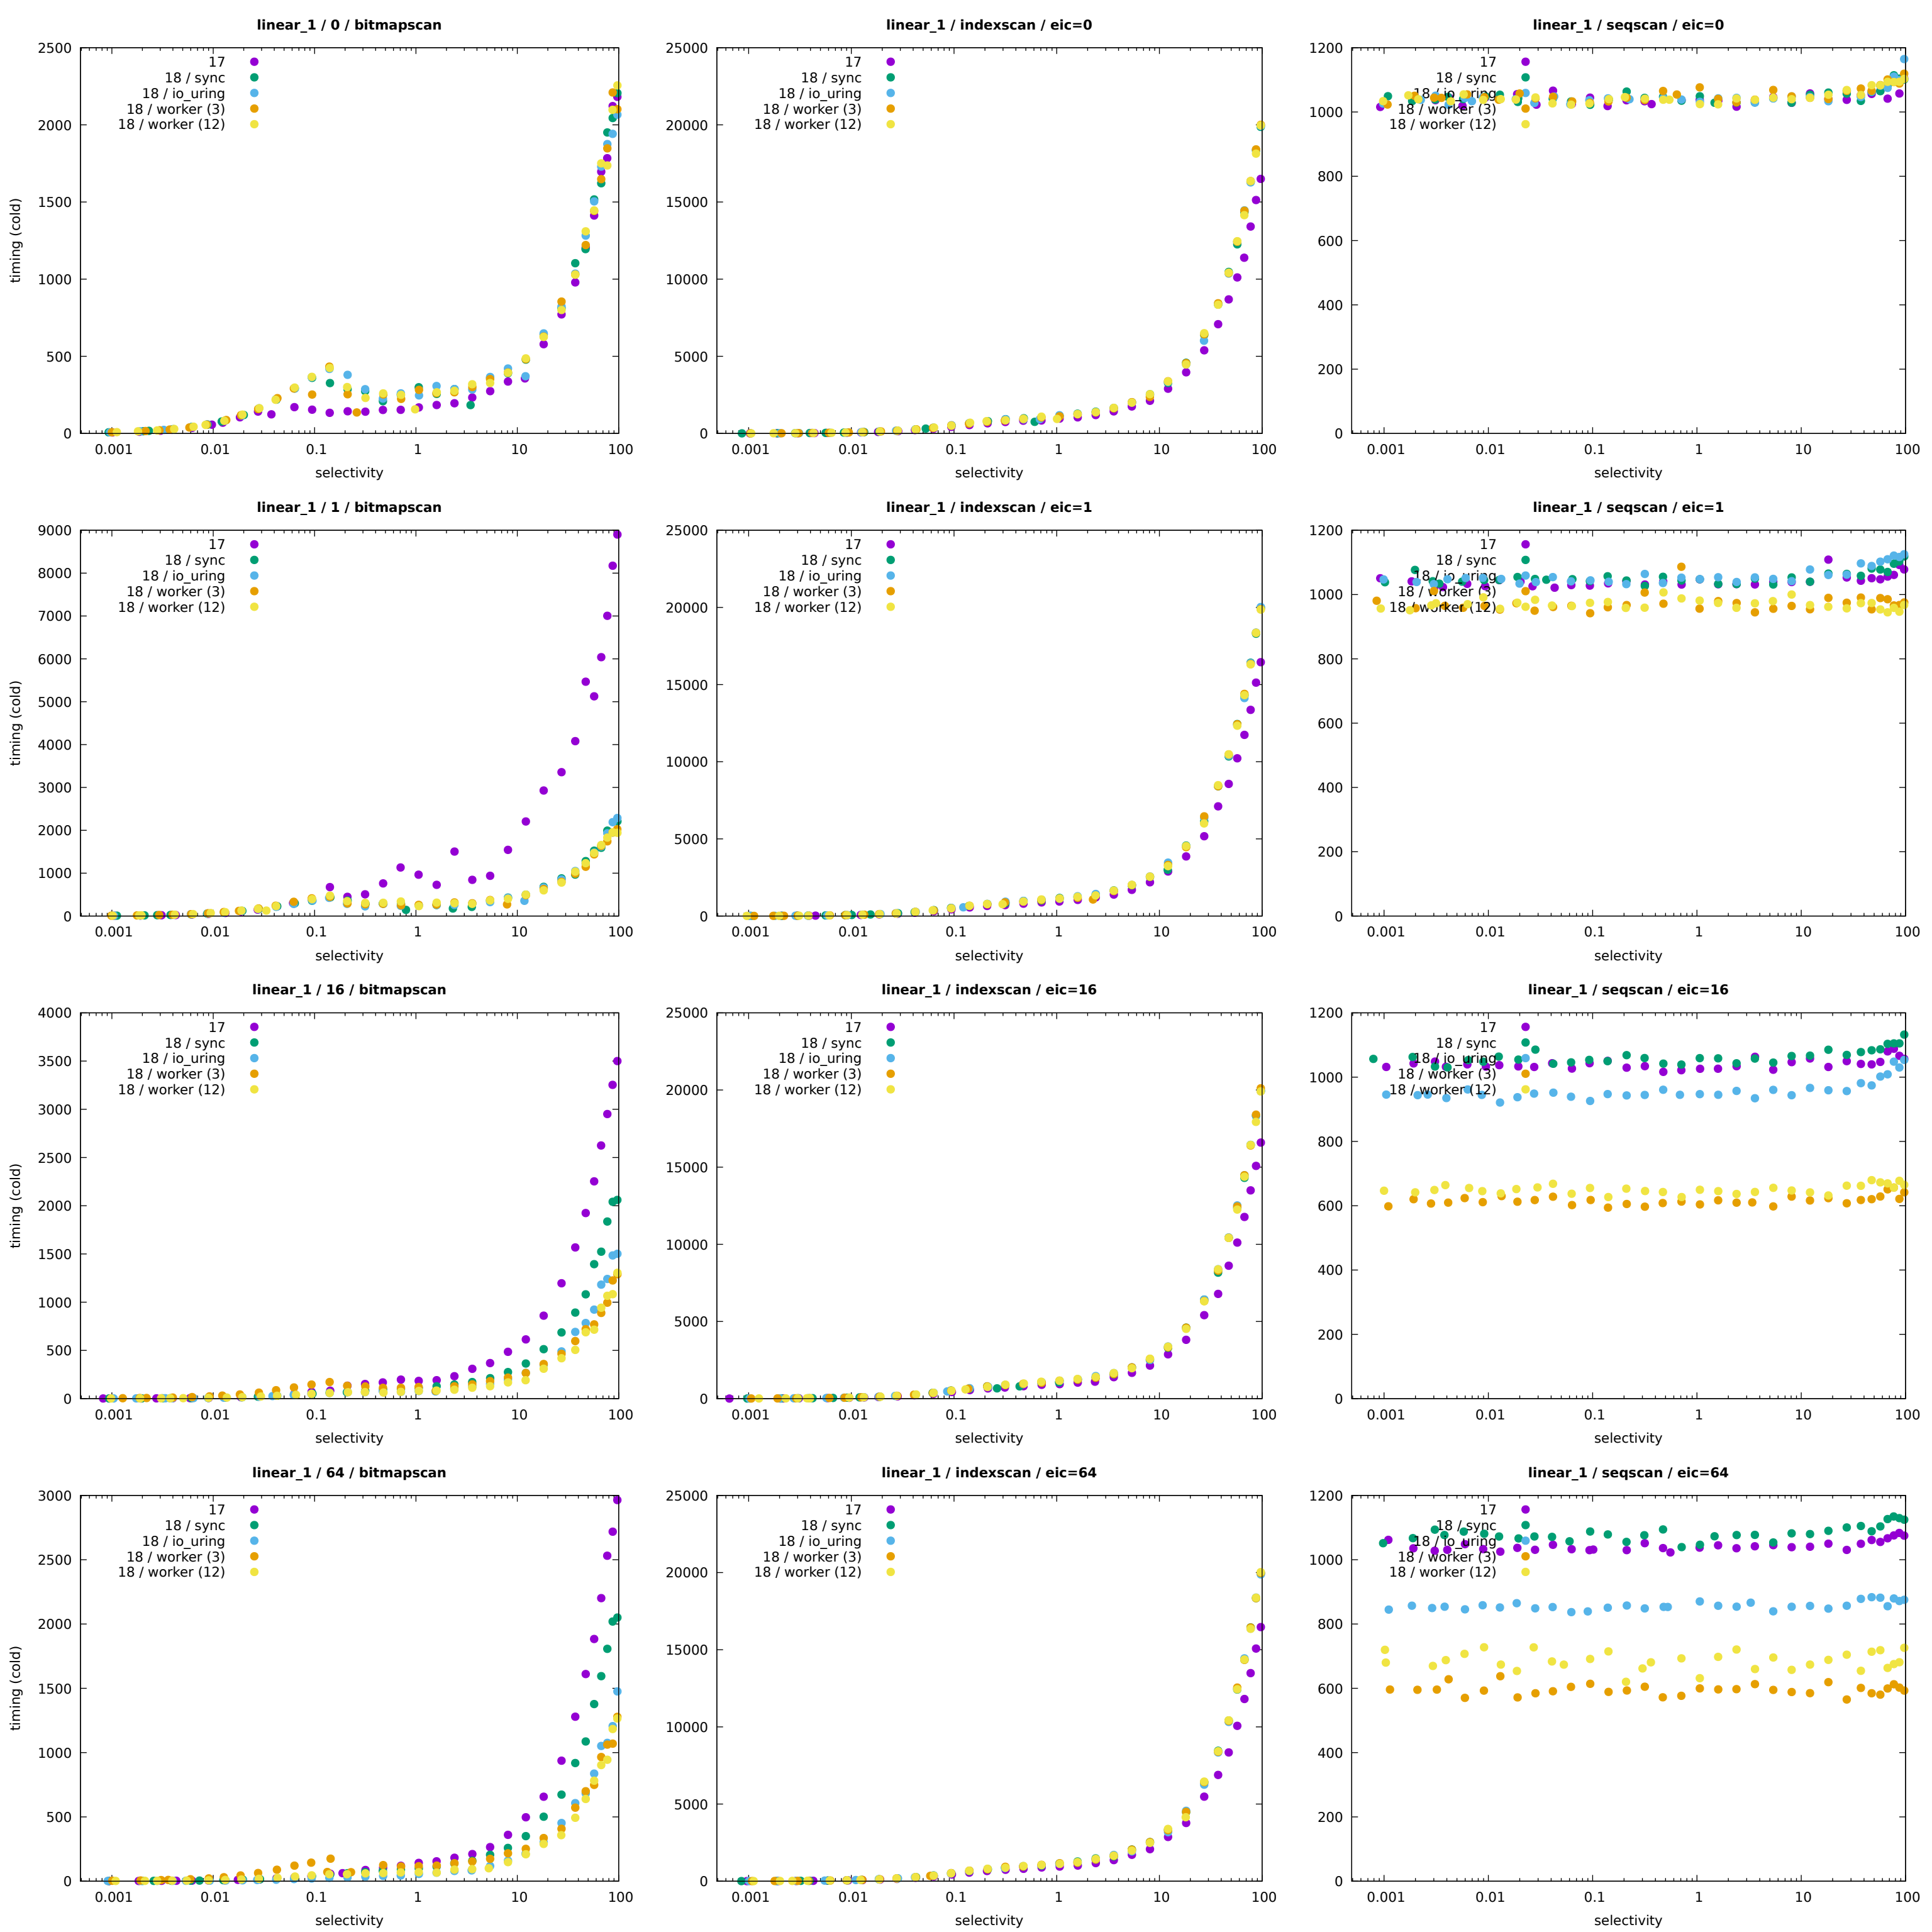 linear_1 / 0 / bitmapscan
2500
2000
1500
1000
500
0
timing (cold)
17
18 / sync
18 / io_uring
18 / worker (3)
18 / worker (12)
0.001 0.01 0.1 1 10 100
selectivity
linear_1 / indexscan / eic=0
25000
20000
15000
10000
5000
0
17
18 / sync
18 / io_uring
18 / worker (3)
18 / worker (12)
0.001 0.01 0.1 1 10 100
selectivity
linear_1 / seqscan / eic=0
1200
1000
800
600
400
200
0
17
18 / sync
18 / io_uring
18 / worker (3)
18 / worker (12)
0.001 0.01 0.1 1 10 100
selectivity
linear_1 / 1 / bitmapscan
9000
8000
7000
6000
5000
4000
3000
2000
1000
0
timing (cold)
17
18 / sync
18 / io_uring
18 / worker (3)
18 / worker (12)
0.001 0.01 0.1 1 10 100
selectivity
linear_1 / indexscan / eic=1
25000
20000
15000
10000
5000
0
17
18 / sync
18 / io_uring
18 / worker (3)
18 / worker (12)
0.001 0.01 0.1 1 10 100
selectivity
linear_1 / seqscan / eic=1
1200
1000
800
600
400
200
0
17
18 / sync
18 / io_uring
18 / worker (3)
18 / worker (12)
0.001 0.01 0.1 1 10 100
selectivity
linear_1 / 16 / bitmapscan
4000
3500
3000
2500
2000
1500
1000
500
0
timing (cold)
17
18 / sync
18 / io_uring
18 / worker (3)
18 / worker (12)
0.001 0.01 0.1 1 10 100
selectivity
linear_1 / indexscan / eic=16
25000
20000
15000
10000
5000
0
17
18 / sync
18 / io_uring
18 / worker (3)
18 / worker (12)
0.001 0.01 0.1 1 10 100
selectivity
linear_1 / seqscan / eic=16
1200
1000
800
600
400
200
0
17
18 / sync
18 / io_uring
18 / worker (3)
18 / worker (12)
0.001 0.01 0.1 1 10 100
selectivity
linear_1 / 64 / bitmapscan
3000
2500
2000
1500
1000
500
0
timing (cold)
17
18 / sync
18 / io_uring
18 / worker (3)
18 / worker (12)
0.001 0.01 0.1 1 10 100
selectivity
linear_1 / indexscan / eic=64
25000
20000
15000
10000
5000
0
17
18 / sync
18 / io_uring
18 / worker (3)
18 / worker (12)
0.001 0.01 0.1 1 10 100
selectivity
linear_1 / seqscan / eic=64
1200
1000
800
600
400
200
0
17
18 / sync
18 / io_uring
18 / worker (3)
18 / worker (12)
0.001 0.01 0.1 1 10 100
selectivity